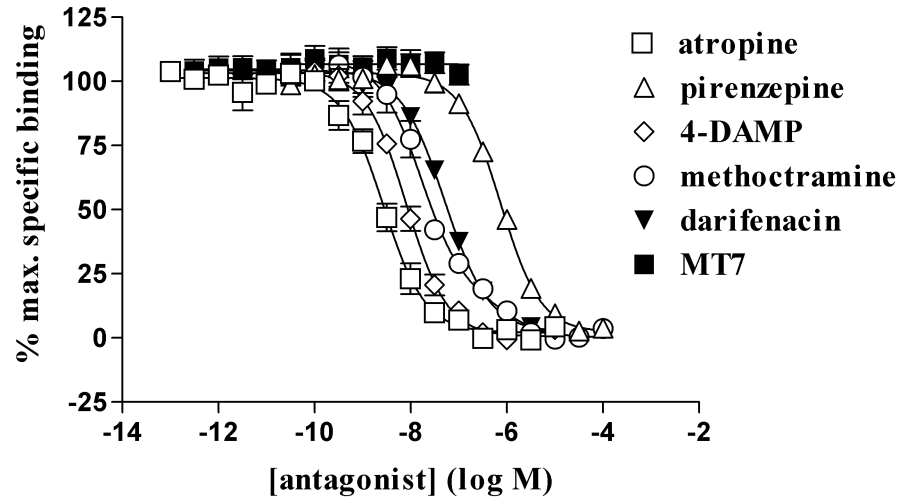 % max. specific binding
125
100
75
50
25
0
-25
-14 -12 -10 -8 -6 -4 -2
[antagonist] (log M)
atropine
pirenzepine
4-DAMP
methoctramine
darifenacin
MT7